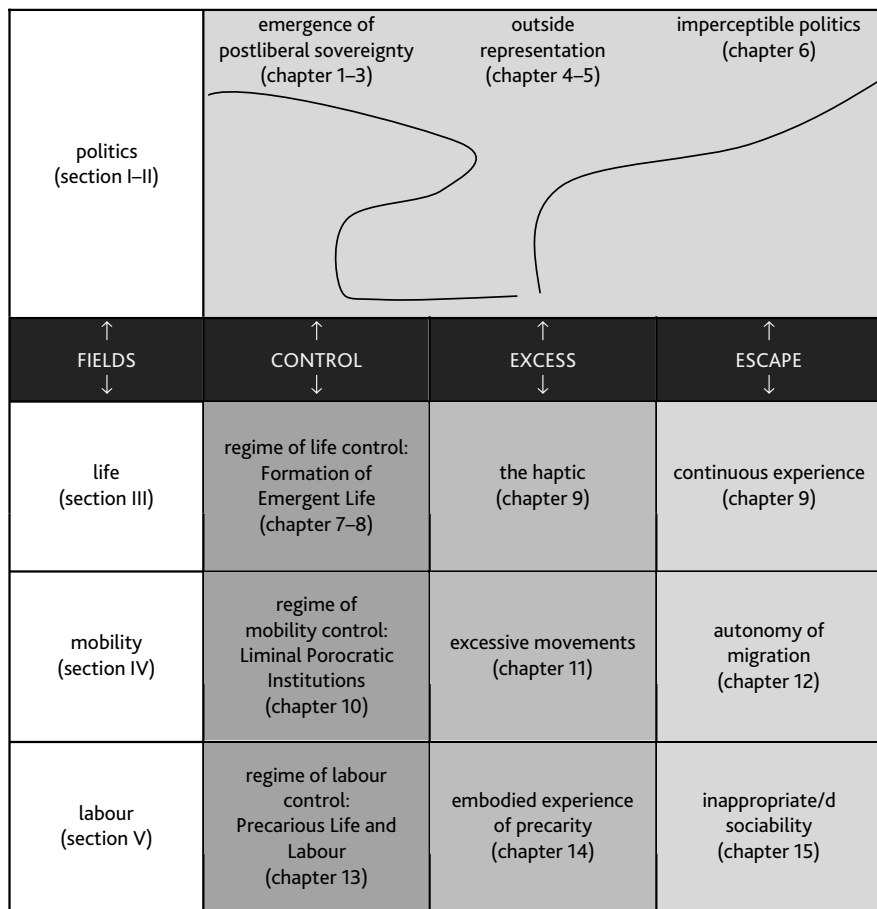 politics
(section I–II)
emergence of
postliberal sovereignty
(chapter 1–3)
outside
representation
(chapter 4–5)
imperceptible politics
(chapter 6)
↑
FIELDS
↓
↑
CONTROL
↓
↑
EXCESS
↓
↑
ESCAPE
↓
life
(section III)
regime of life control:
Formation of
Emergent Life
(chapter 7–8)
the haptic
(chapter 9)
continuous experience
(chapter 9)
mobility
(section IV)
regime of
mobility control:
Liminal Porocratic
Institutions
(chapter 10)
excessive movements
(chapter 11)
autonomy of
migration
(chapter 12)
labour
(section V)
regime of labour
control:
Precarious Life and
Labour
(chapter 13)
embodied experience
of precarity
(chapter 14)
inappropriate/d
sociability
(chapter 15)